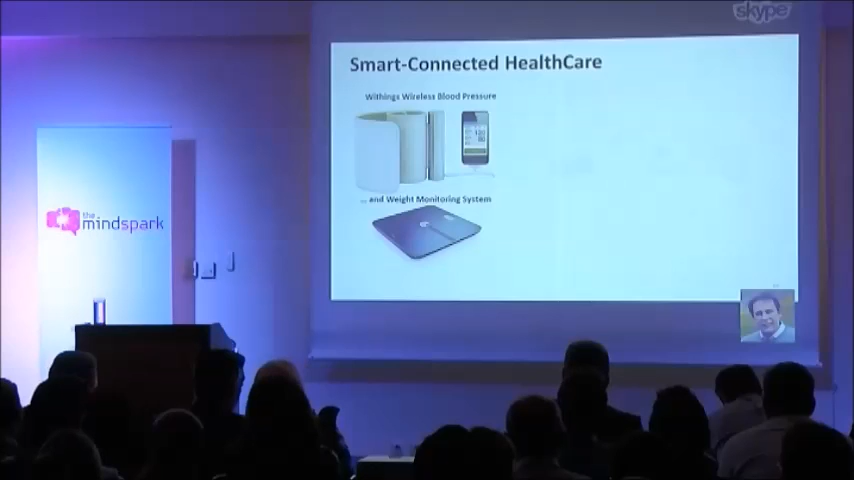 skype
Smart-Connected HealthCare
Withings Wireless Blood Pressure
... and Weight Monitoring System
the
mindspark